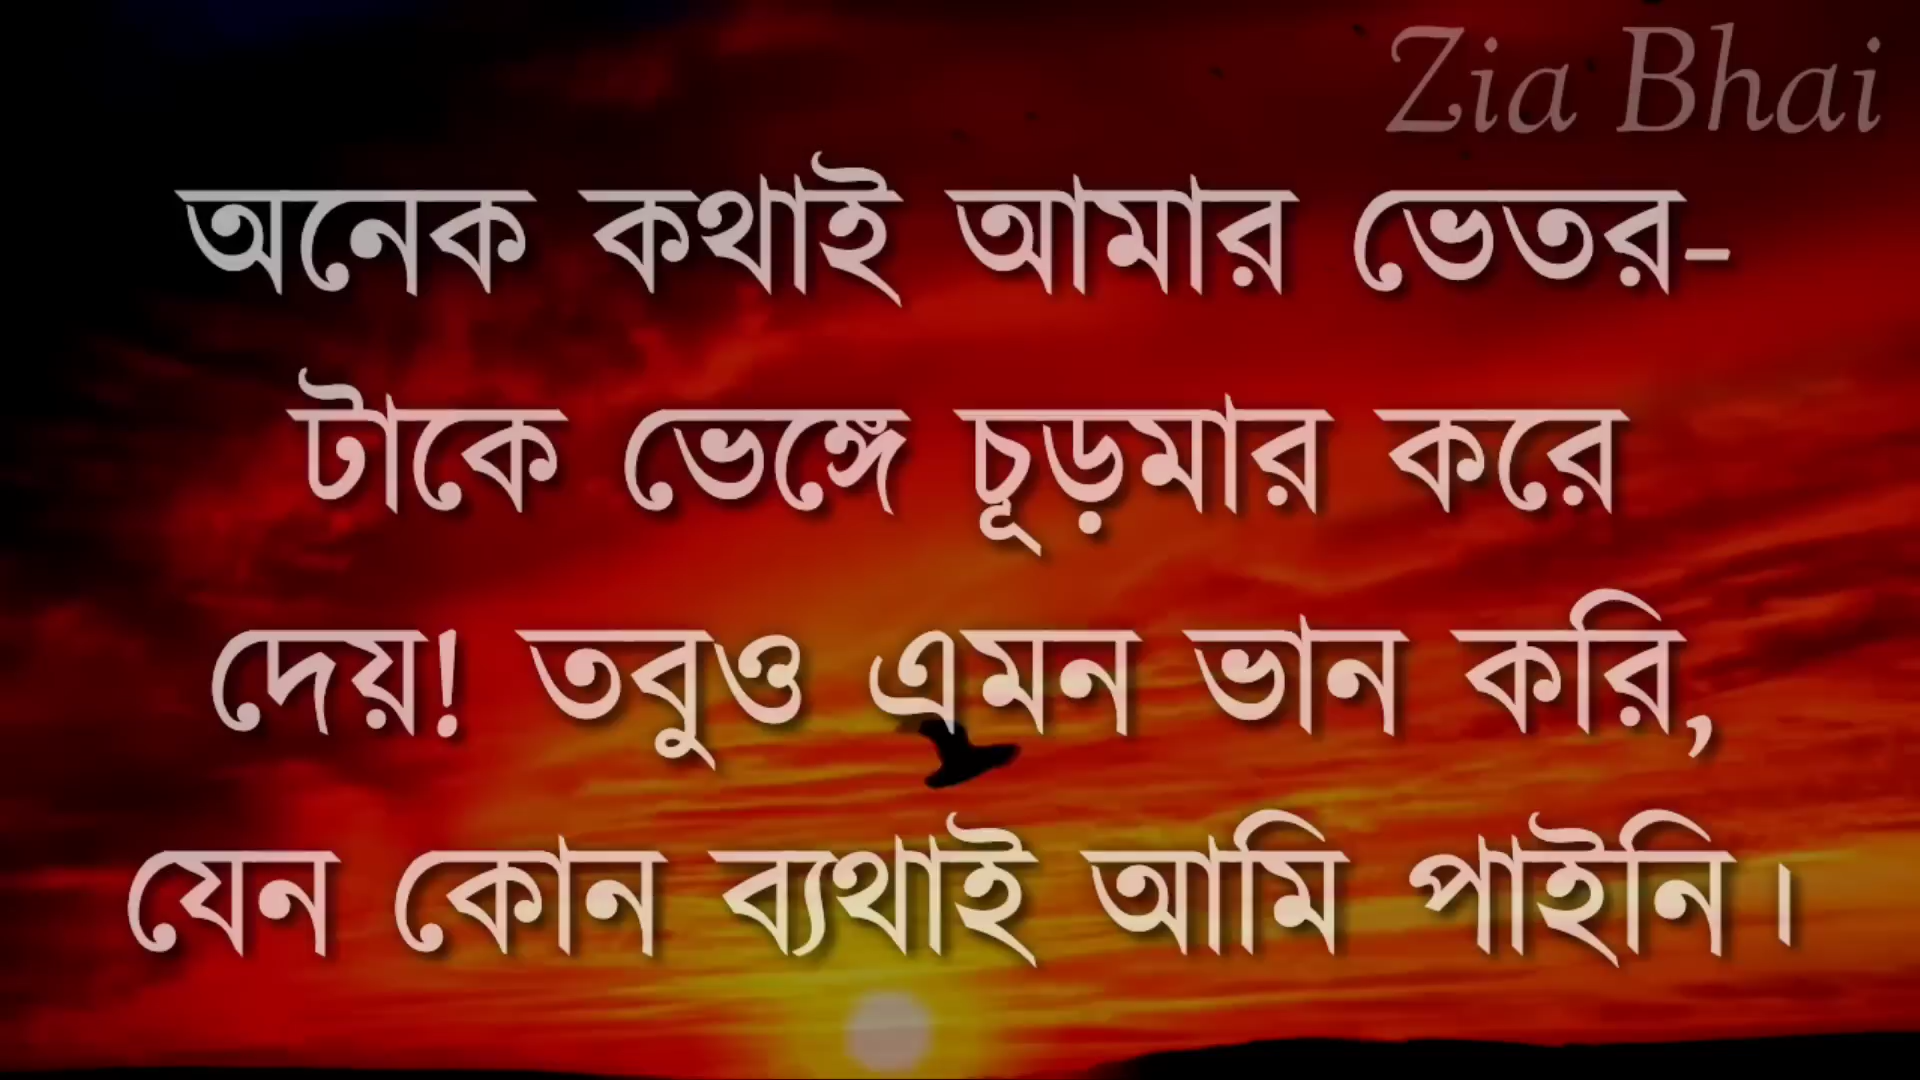 Zia Bhai
অনেক কথাই আমার ভেতর-
টাকে ভেঙ্গে চূড়মার করে
দেয়! তবুও এমন ভান করি,
যেন কোন ব্যথাই আমি পাইনি।